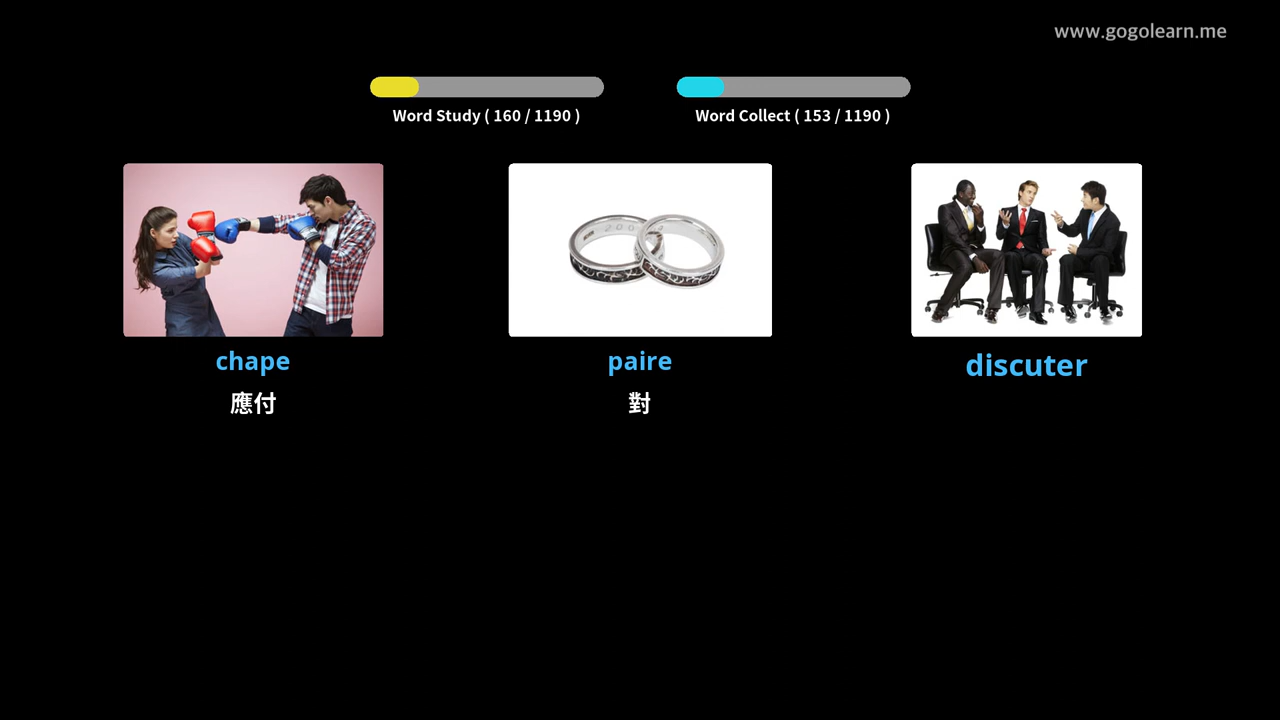 www.gogolearn.me
Word Study ( 160 / 1190 )
Word Collect ( 153 / 1190 )
chape
paire
discuter
應付
對